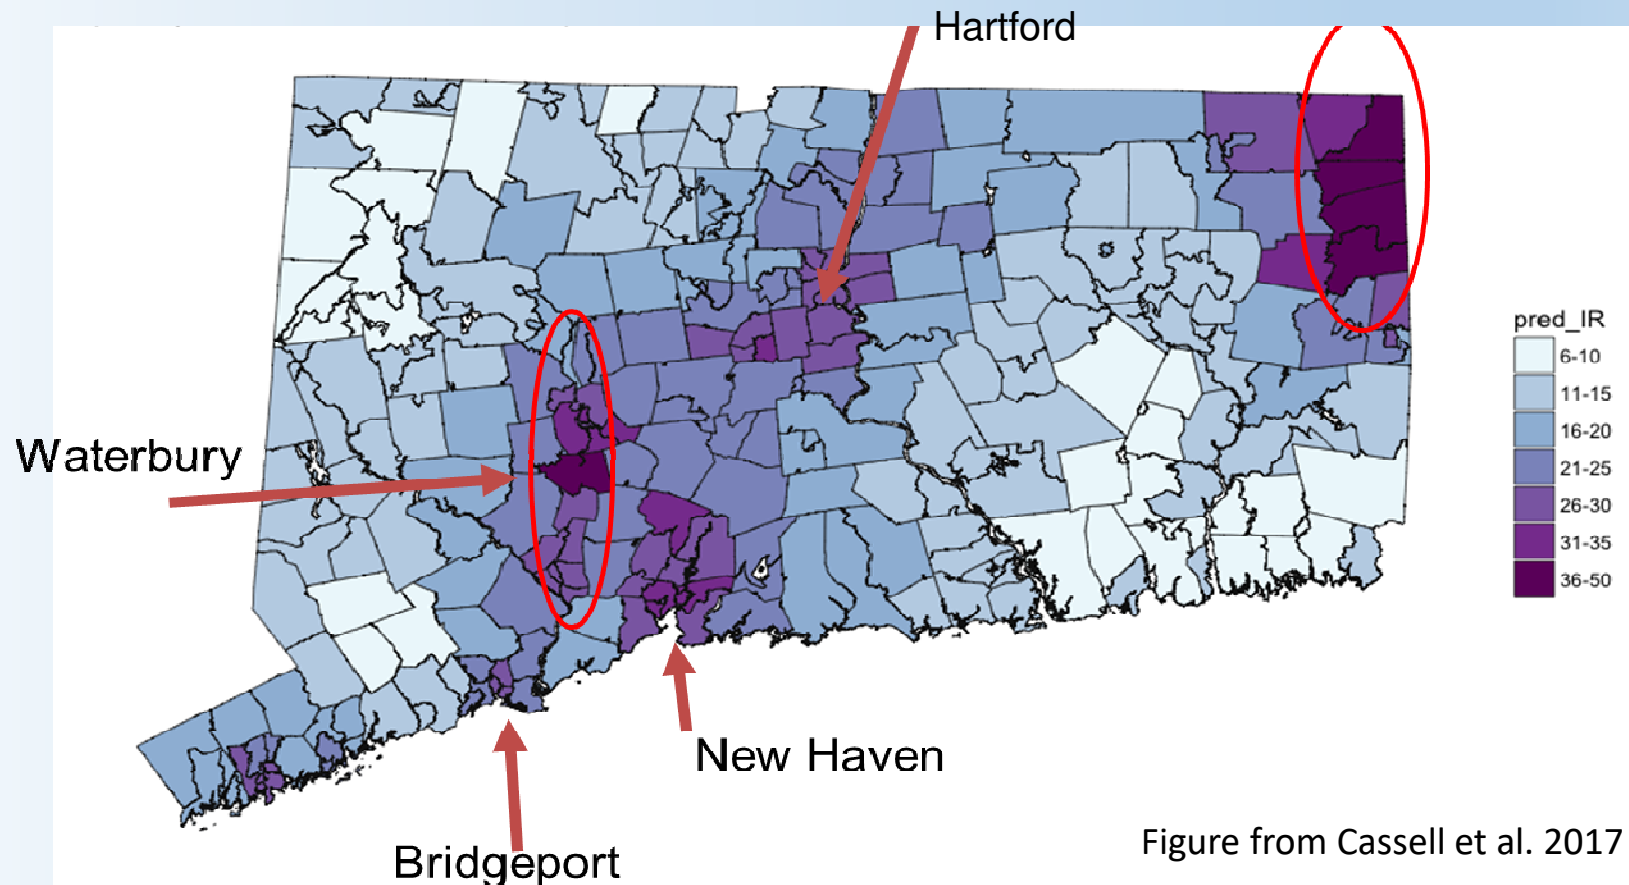 Hartford
pred_IR
6-10
11-15
16-20
21-25
26-30
31-35
36-50
Waterbury
New Haven
Bridgeport
Figure from Cassell et al. 2017